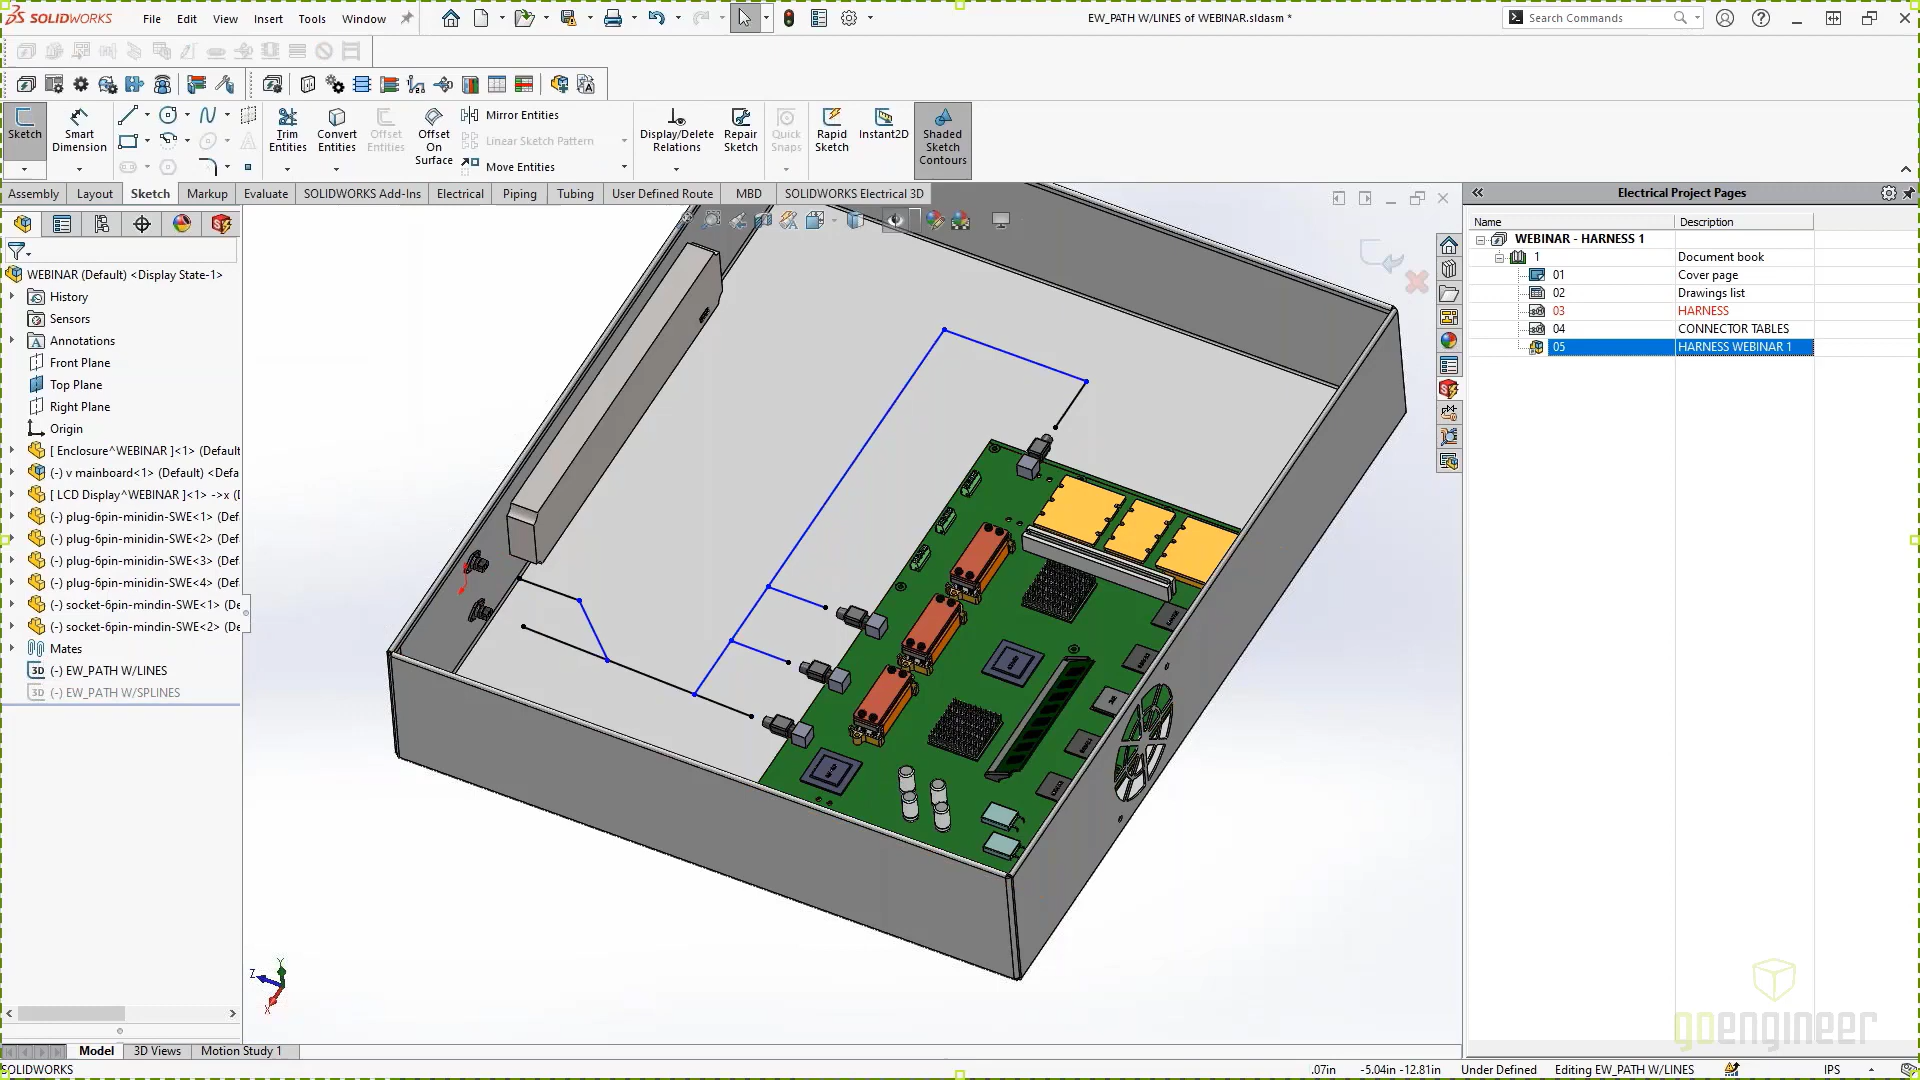 SOLIDWORKS
File Edit View Insert Tools Window
EW_PATH W/LINES of WEBINAR.sldasm *
Search Commands
Sketch
Smart Dimension
Trim Entities
Convert Entities
Offset Entities
Offset On Surface
Mirror Entities
Linear Sketch Pattern
Move Entities
Display/Delete Relations
Repair Sketch
Quick Snaps
Rapid Sketch
Instant2D
Shaded Sketch Contours
Assembly Layout Sketch Markup Evaluate SOLIDWORKS Add-Ins Electrical Piping Tubing User Defined Route MBD SOLIDWORKS Electrical 3D
WEBINAR (Default) <Display State-1>
History
Sensors
Annotations
Front Plane
Top Plane
Right Plane
Origin
[ Enclosure^WEBINAR ]<1> (Default
(-) v mainboard<1> (Default) <Defa
[ LCD Display^WEBINAR ]<1> ->x (D
(-) plug-6pin-minidin-SWE<1> (Def
(-) plug-6pin-minidin-SWE<2> (Def
(-) plug-6pin-minidin-SWE<3> (Def
(-) plug-6pin-minidin-SWE<4> (Def
(-) socket-6pin-mindin-SWE<1> (De
(-) socket-6pin-mindin-SWE<2> (De
Mates
3D (-) EW_PATH W/LINES
3D (-) EW_PATH W/SPLINES
Y
Z
X
Electrical Project Pages
Name Description
WEBINAR - HARNESS 1
1 Document book
01 Cover page
02 Drawings list
03 HARNESS
04 CONNECTOR TABLES
05 HARNESS WEBINAR 1
goengineer
Model 3D Views Motion Study 1
SOLIDWORKS
.07in -5.04in -12.81in Under Defined Editing EW_PATH W/LINES IPS